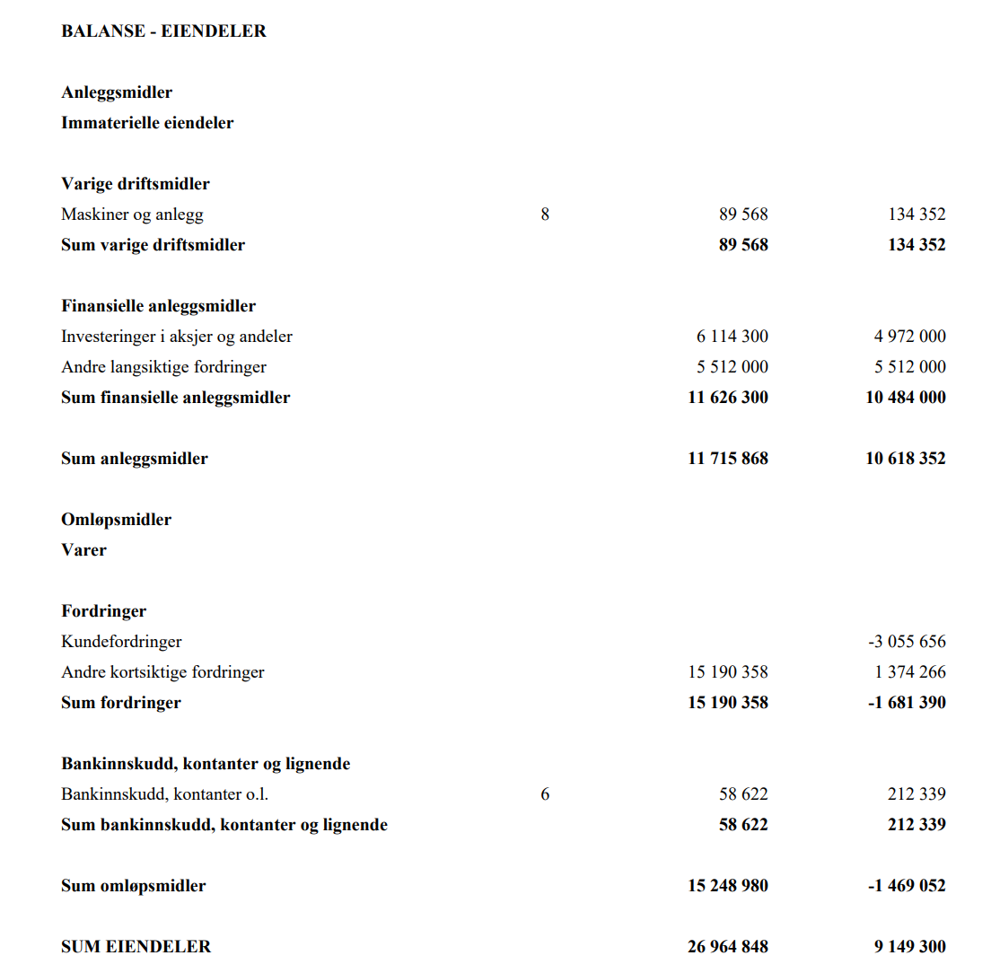 BALANSE - EIENDELER
Anleggsmidler
Immaterielle eiendeler
Varige driftsmidler
Maskiner og anlegg 8 89 568 134 352
Sum varige driftsmidler 89 568 134 352
Finansielle anleggsmidler
Investeringer i aksjer og andeler 6 114 300 4 972 000
Andre langsiktige fordringer 5 512 000 5 512 000
Sum finansielle anleggsmidler 11 626 300 10 484 000
Sum anleggsmidler 11 715 868 10 618 352
Omløpsmidler
Varer
Fordringer
Kundefordringer -3 055 656
Andre kortsiktige fordringer 15 190 358 1 374 266
Sum fordringer 15 190 358 -1 681 390
Bankinnskudd, kontanter og lignende
Bankinnskudd, kontanter o.l. 6 58 622 212 339
Sum bankinnskudd, kontanter og lignende 58 622 212 339
Sum omløpsmidler 15 248 980 -1 469 052
SUM EIENDELER 26 964 848 9 149 300